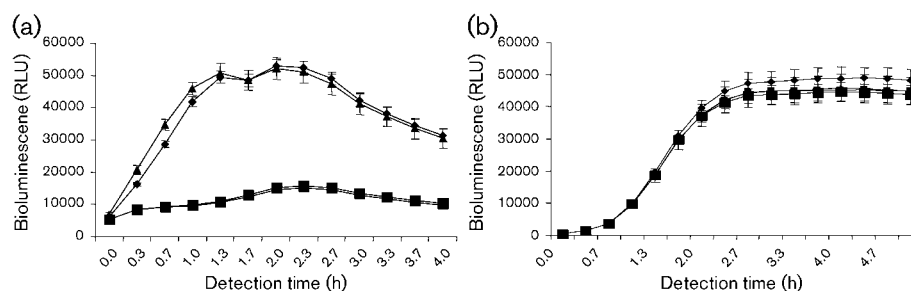 (a)
Bioluminescene (RLU)
60000
50000
40000
30000
20000
10000
0
0.0 0.3 0.7 1.0 1.3 1.7 2.0 2.3 2.7 3.0 3.3 3.7 4.0
Detection time (h)
(b)
Bioluminescene (RLU)
60000
50000
40000
30000
20000
10000
0
0.0 0.7 1.3 2.0 2.7 3.3 4.0 4.7
Detection time (h)